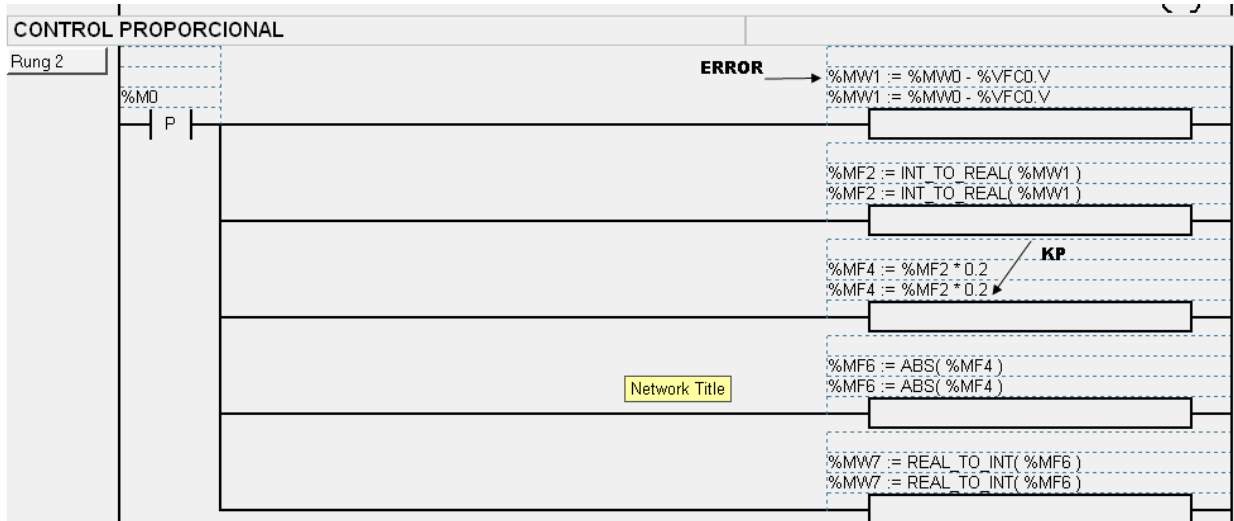 CONTROL PROPORCIONAL
Rung 2
ERROR
%MW1 := %MW0 - %VFC0.V
%M0
%MW1 := %MW0 - %VFC0.V
P
%MF2 := INT_TO_REAL( %MW1 )
%MF2 := INT_TO_REAL( %MW1 )
KP
%MF4 := %MF2 * 0.2
%MF4 := %MF2 * 0.2
%MF6 := ABS( %MF4 )
Network Title
%MF6 := ABS( %MF4 )
%MW7 := REAL_TO_INT( %MF6 )
%MW7 := REAL_TO_INT( %MF6 )